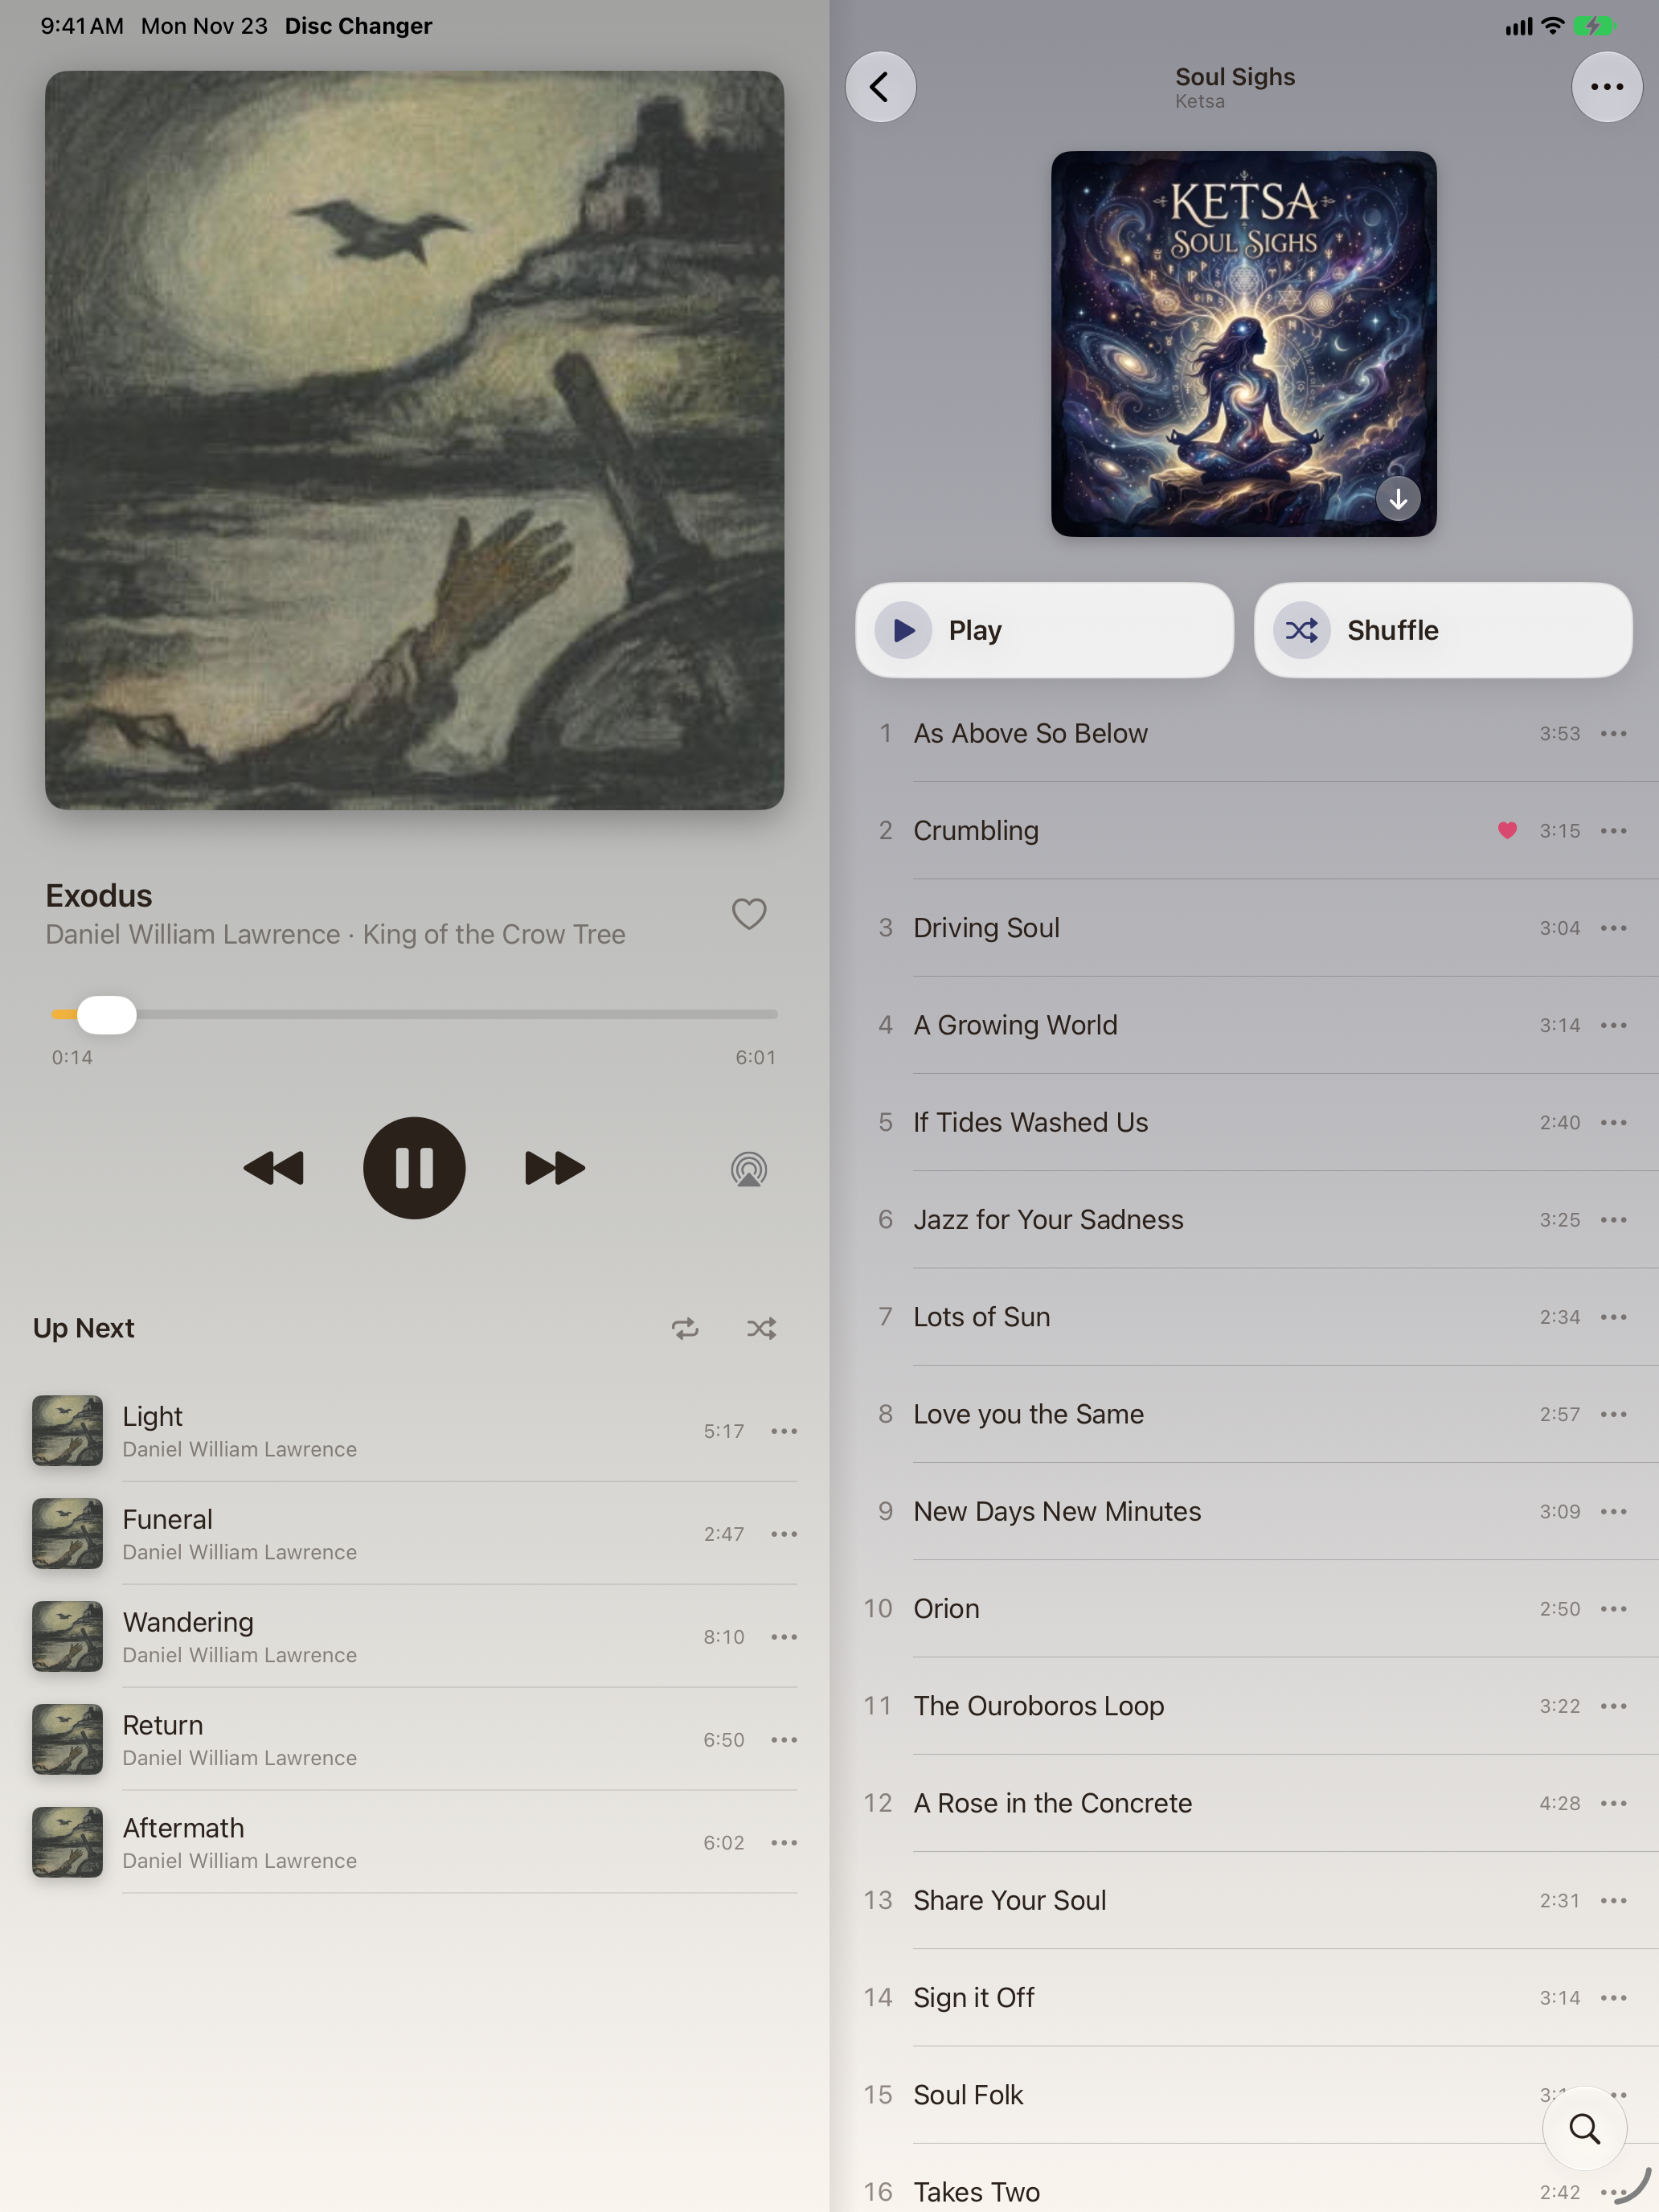 9:41 AM Mon Nov 23 Disc Changer
Exodus
Daniel William Lawrence · King of the Crow Tree
0:14
6:01
Up Next
Light
Daniel William Lawrence
5:17
Funeral
Daniel William Lawrence
2:47
Wandering
Daniel William Lawrence
8:10
Return
Daniel William Lawrence
6:50
Aftermath
Daniel William Lawrence
6:02
Soul Sighs
Ketsa
KETSA
SOUL SIGHS
Play
Shuffle
1 As Above So Below 3:53
2 Crumbling 3:15
3 Driving Soul 3:04
4 A Growing World 3:14
5 If Tides Washed Us 2:40
6 Jazz for Your Sadness 3:25
7 Lots of Sun 2:34
8 Love you the Same 2:57
9 New Days New Minutes 3:09
10 Orion 2:50
11 The Ouroboros Loop 3:22
12 A Rose in the Concrete 4:28
13 Share Your Soul 2:31
14 Sign it Off 3:14
15 Soul Folk
16 Takes Two 2:42